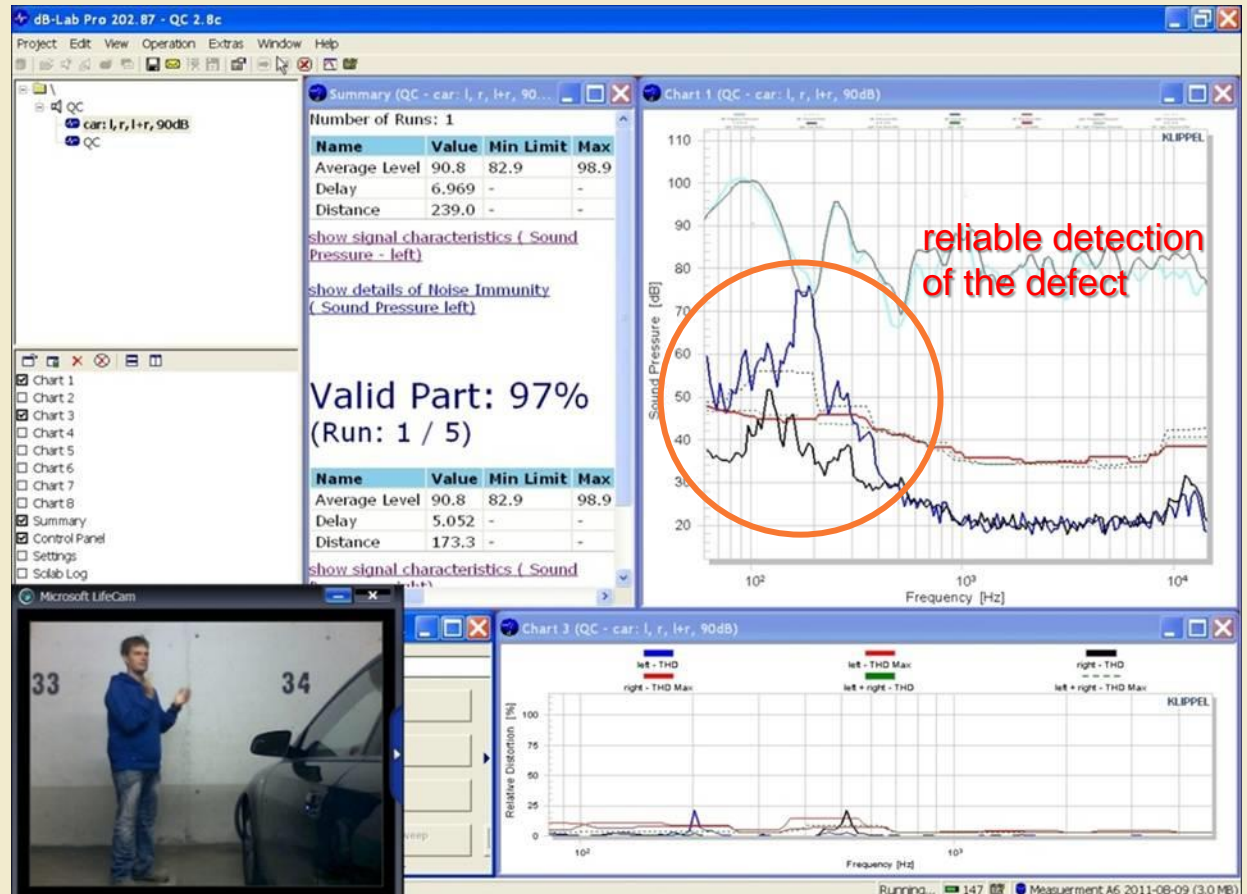 dB-Lab Pro 202.87 - QC 2.8c
Project Edit View Operation Extras Window Help
\
QC
car: l, r, l+r, 90dB
QC
Chart 1
Chart 2
Chart 3
Chart 4
Chart 5
Chart 6
Chart 7
Chart 8
Summary
Control Panel
Settings
Scilab Log
Summary (QC - car: l, r, l+r, 90...
Number of Runs: 1
Name Value Min Limit Max
Average Level 90.8 82.9 98.9
Delay 6.969 - -
Distance 239.0 - -
show signal characteristics ( Sound
Pressure - left)
show details of Noise Immunity
( Sound Pressure left)
Valid Part: 97%
(Run: 1 / 5)
Name Value Min Limit Max
Average Level 90.8 82.9 98.9
Delay 5.052 - -
Distance 173.3 - -
show signal characteristics ( Sound
Chart 1 (QC - car: l, r, l+r, 90dB)
KLIPPEL
110
100
90
80
70
60
50
40
30
20
Sound Pressure [dB]
10² 10³ 10⁴
Frequency [Hz]
reliable detection
of the defect
Microsoft LifeCam
33 34
Chart 3 (QC - car: l, r, l+r, 90dB)
left - THD left - THD Max right - THD
right - THD Max left + right - THD left + right - THD Max
KLIPPEL
100
75
50
25
0
Relative Distortion [%]
10² 10³
Frequency [Hz]
Running... 147 Measuerment A6 2011-08-09 (3.0 MB)